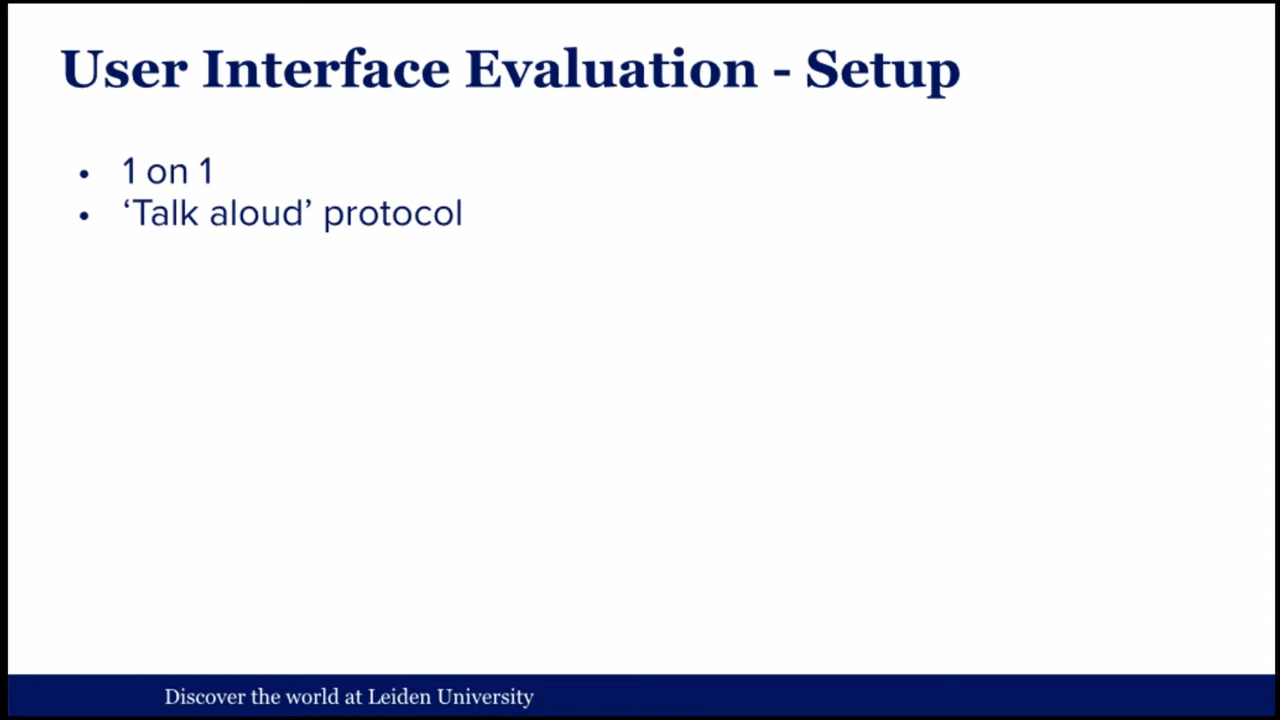 User Interface Evaluation - Setup
• 1 on 1
• ‘Talk aloud’ protocol
Discover the world at Leiden University